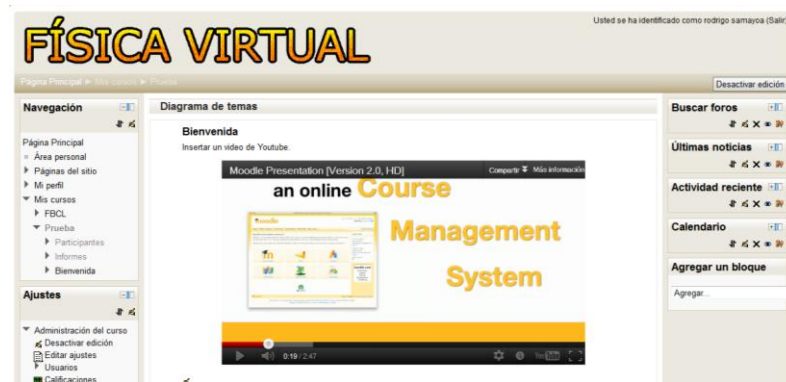 Usted se ha identificado como rodrigo samayoa (Salir)
FÍSICA VIRTUAL
Página Principal ► Mis cursos ► Prueba
Desactivar edición
Navegación
Página Principal
Área personal
Páginas del sitio
Mi perfil
Mis cursos
FBCL
Prueba
Participantes
Informes
Bienvenida
Ajustes
Administración del curso
Desactivar edición
Editar ajustes
Usuarios
Calificaciones
Diagrama de temas
Bienvenida
Insertar un video de Youtube.
Moodle Presentation [Version 2.0, HD]
Compartir
Más información
an online Course
Management
System
0:19 / 2:47
YouTube
Buscar foros
Últimas noticias
Actividad reciente
Calendario
Agregar un bloque
Agregar...